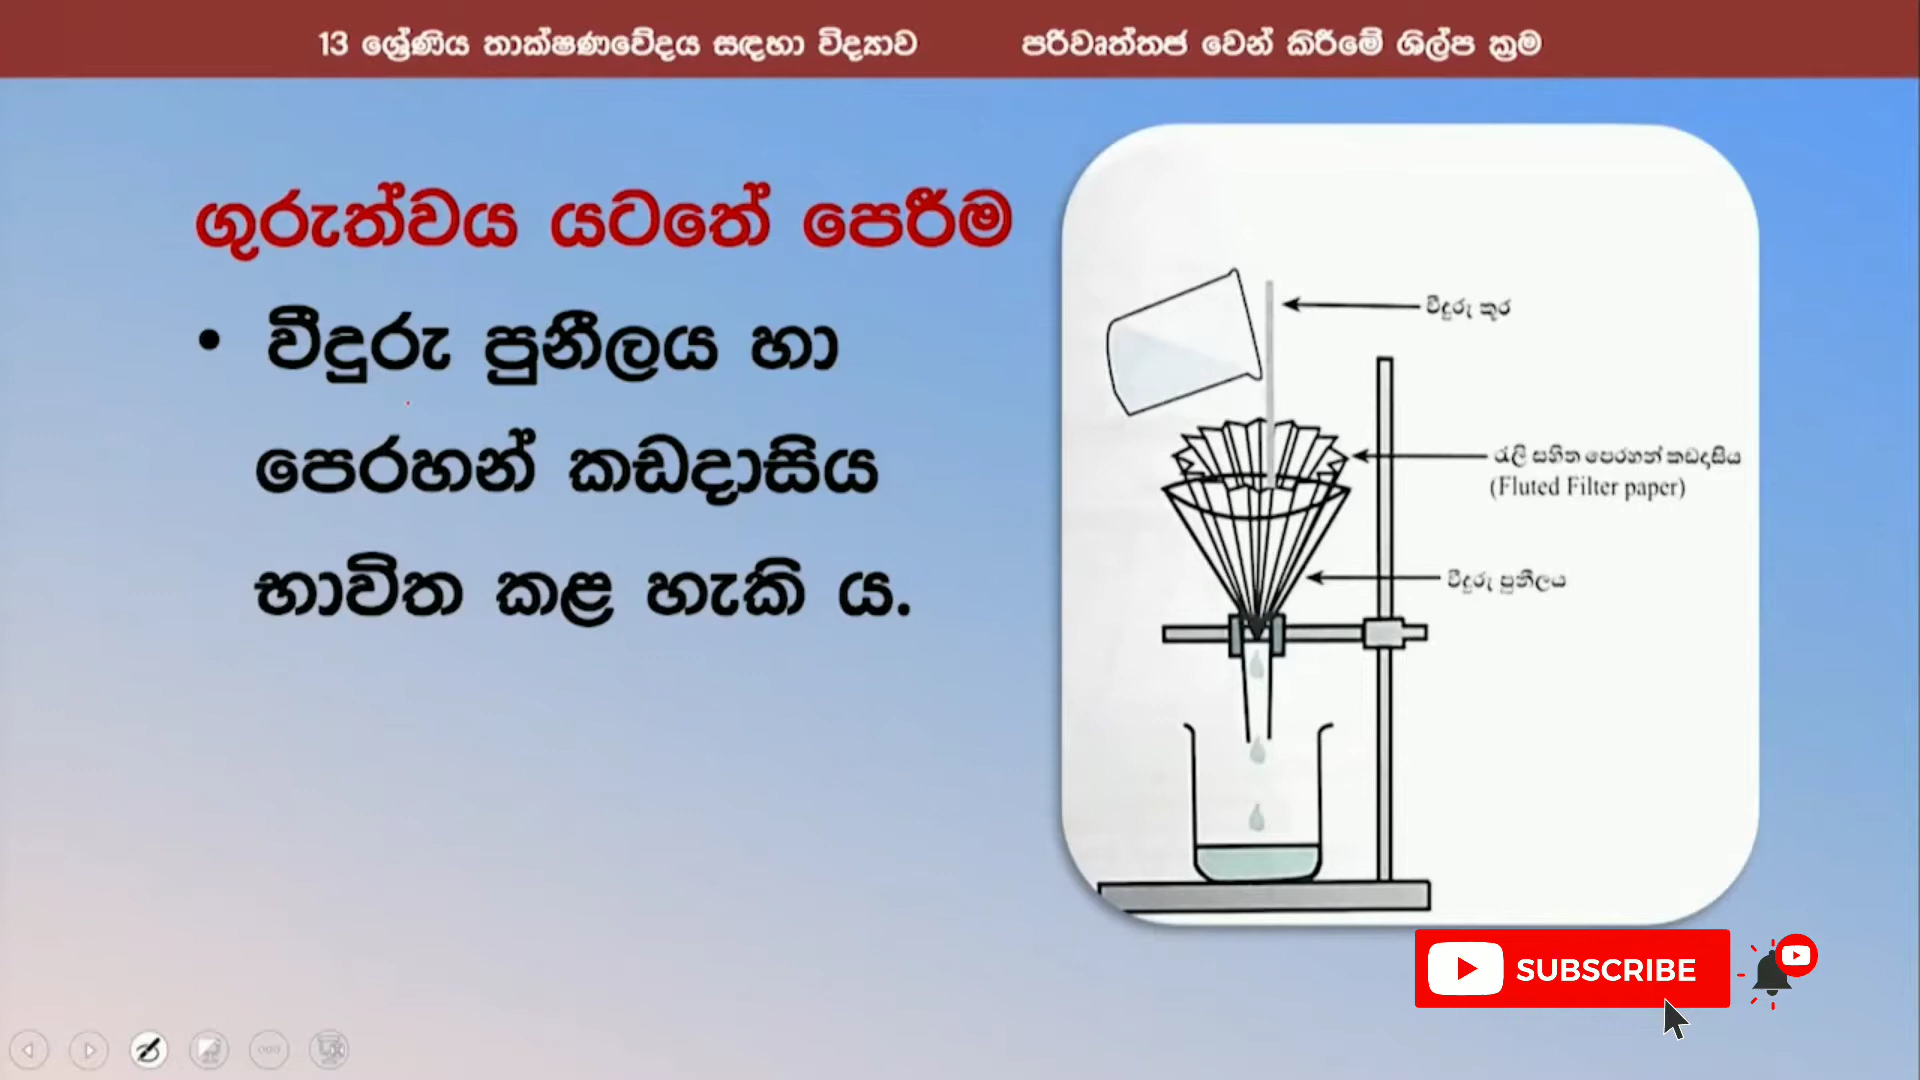 13 ශ්‍රේණිය තාක්ෂණවේදය සඳහා විද්‍යාව
පරිවෘත්තජ වෙන් කිරීමේ ශිල්ප ක්‍රම
ගුරුත්වය යටතේ පෙරීම
• වීදුරු පුනීලය හා
පෙරහන් කඩදාසිය
භාවිත කළ හැකි ය.
වීදුරු කූර
රැලි සහිත පෙරහන් කඩදාසිය
(Fluted Filter paper)
වීදුරු පුනීලය
SUBSCRIBE